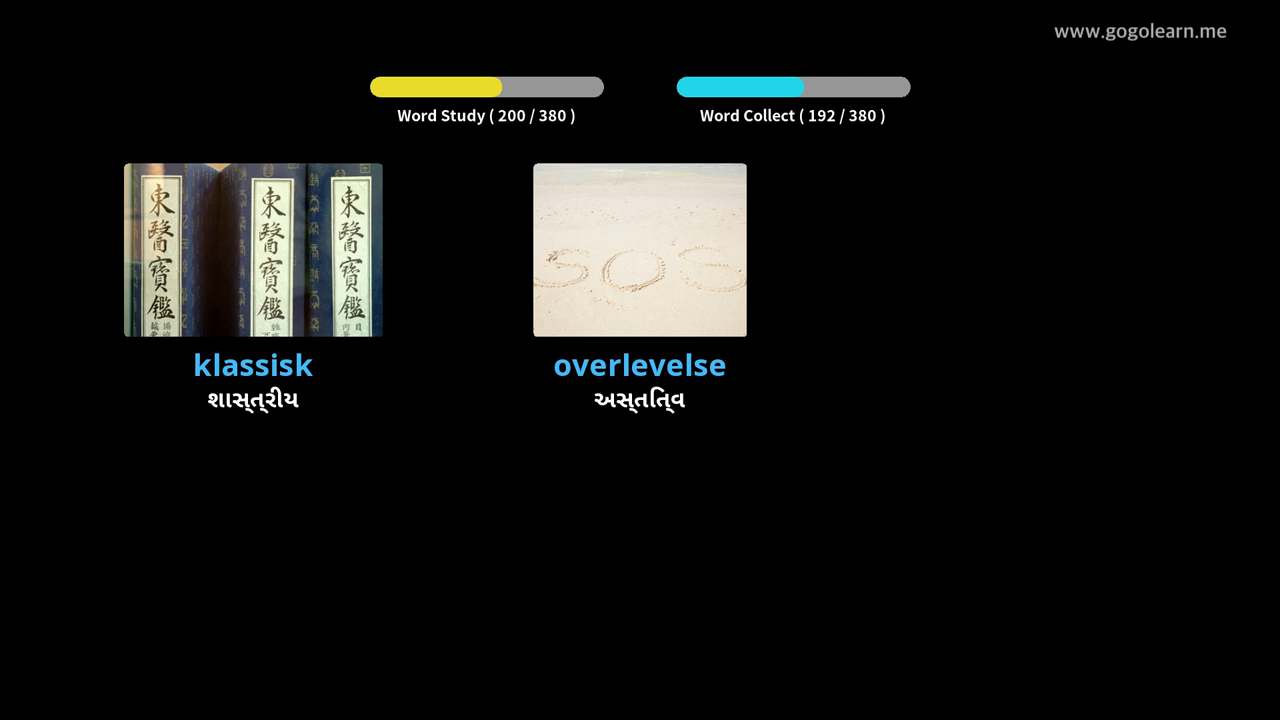 www.gogolearn.me
Word Study ( 200 / 380 )
Word Collect ( 192 / 380 )
東醫寶鑑
東醫寶鑑
東醫寶鑑
SOS
klassisk
overlevelse
શાસ્ત્રીય
અસ્તિત્વ